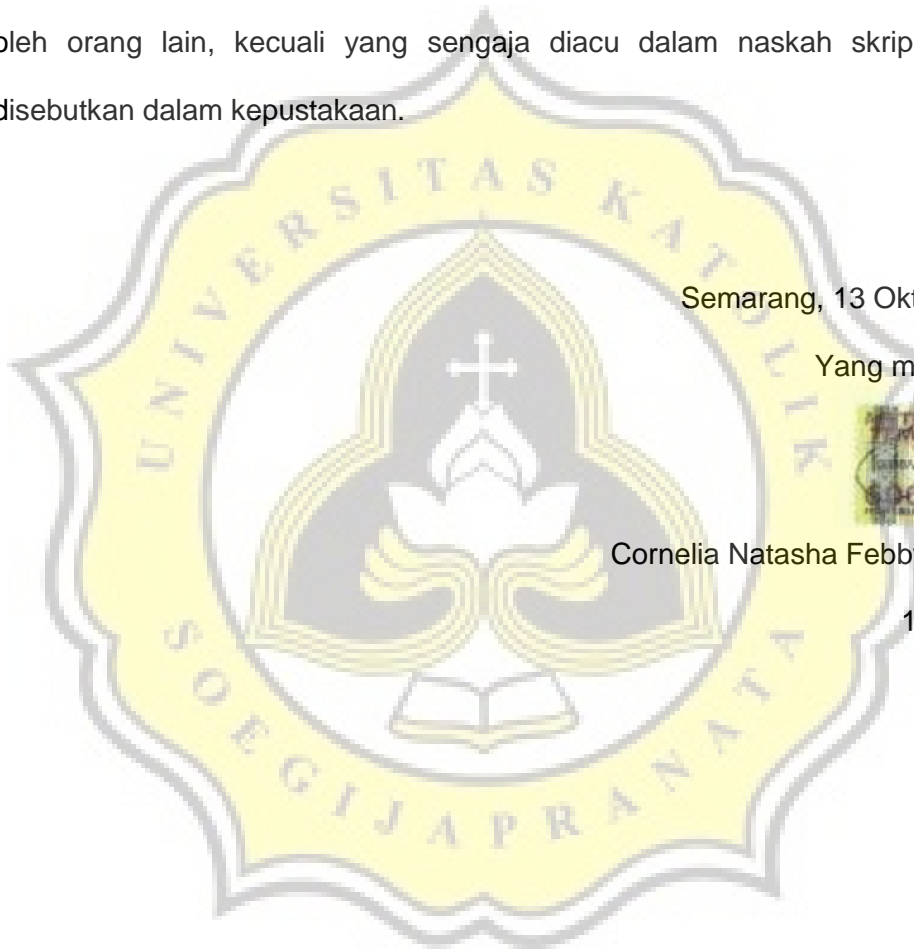 oleh orang lain, kecuali yang sengaja diacu dalam naskah skrip
disebutkan dalam kepustakaan.
UNIVERSITAS KATOLIK
Semarang, 13 Okt
Yang m
Cornelia Natasha Febb
1
SOEGIJAPRANATA